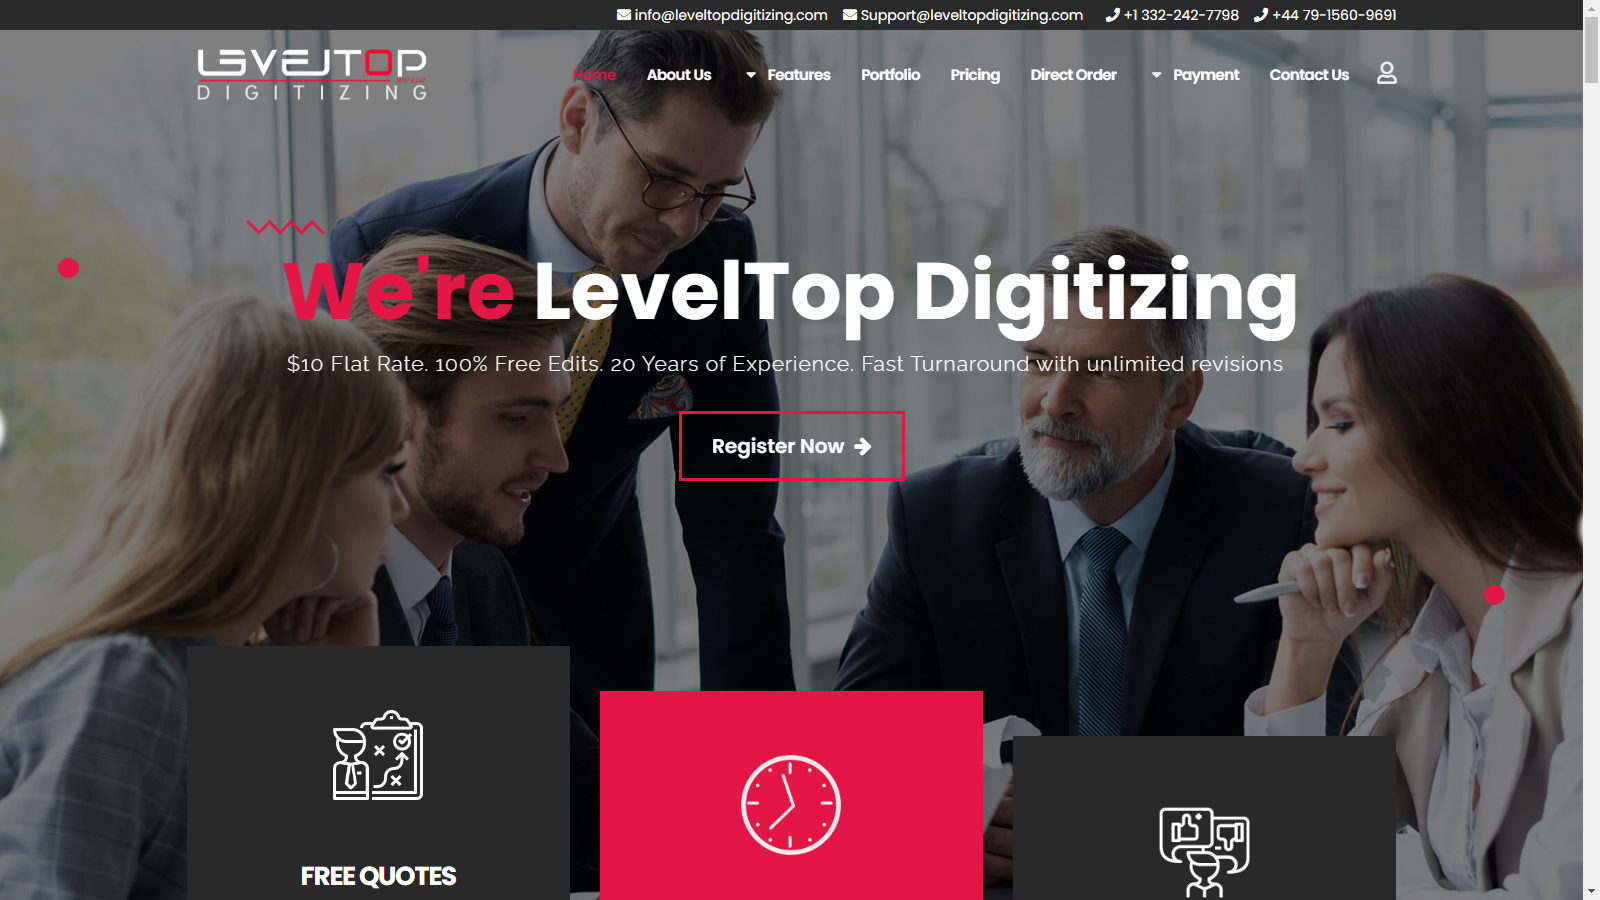 info@leveltopdigitizing.com Support@leveltopdigitizing.com +1 332-242-7798 +44 79-1560-9691
LEVELTOP
DIGITIZING
Home About Us Features Portfolio Pricing Direct Order Payment Contact Us
We're LevelTop Digitizing
$10 Flat Rate. 100% Free Edits. 20 Years of Experience. Fast Turnaround with unlimited revisions
Register Now
FREE QUOTES